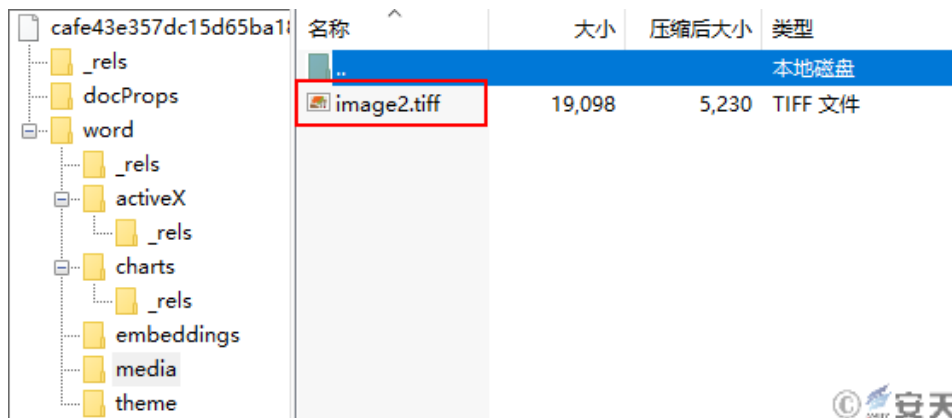 cafe43e357dc15d65ba18
_rels
docProps
word
_rels
activeX
_rels
charts
_rels
embeddings
media
theme
名称 大小 压缩后大小 类型
.. 本地磁盘
image2.tiff 19,098 5,230 TIFF 文件
© 安天